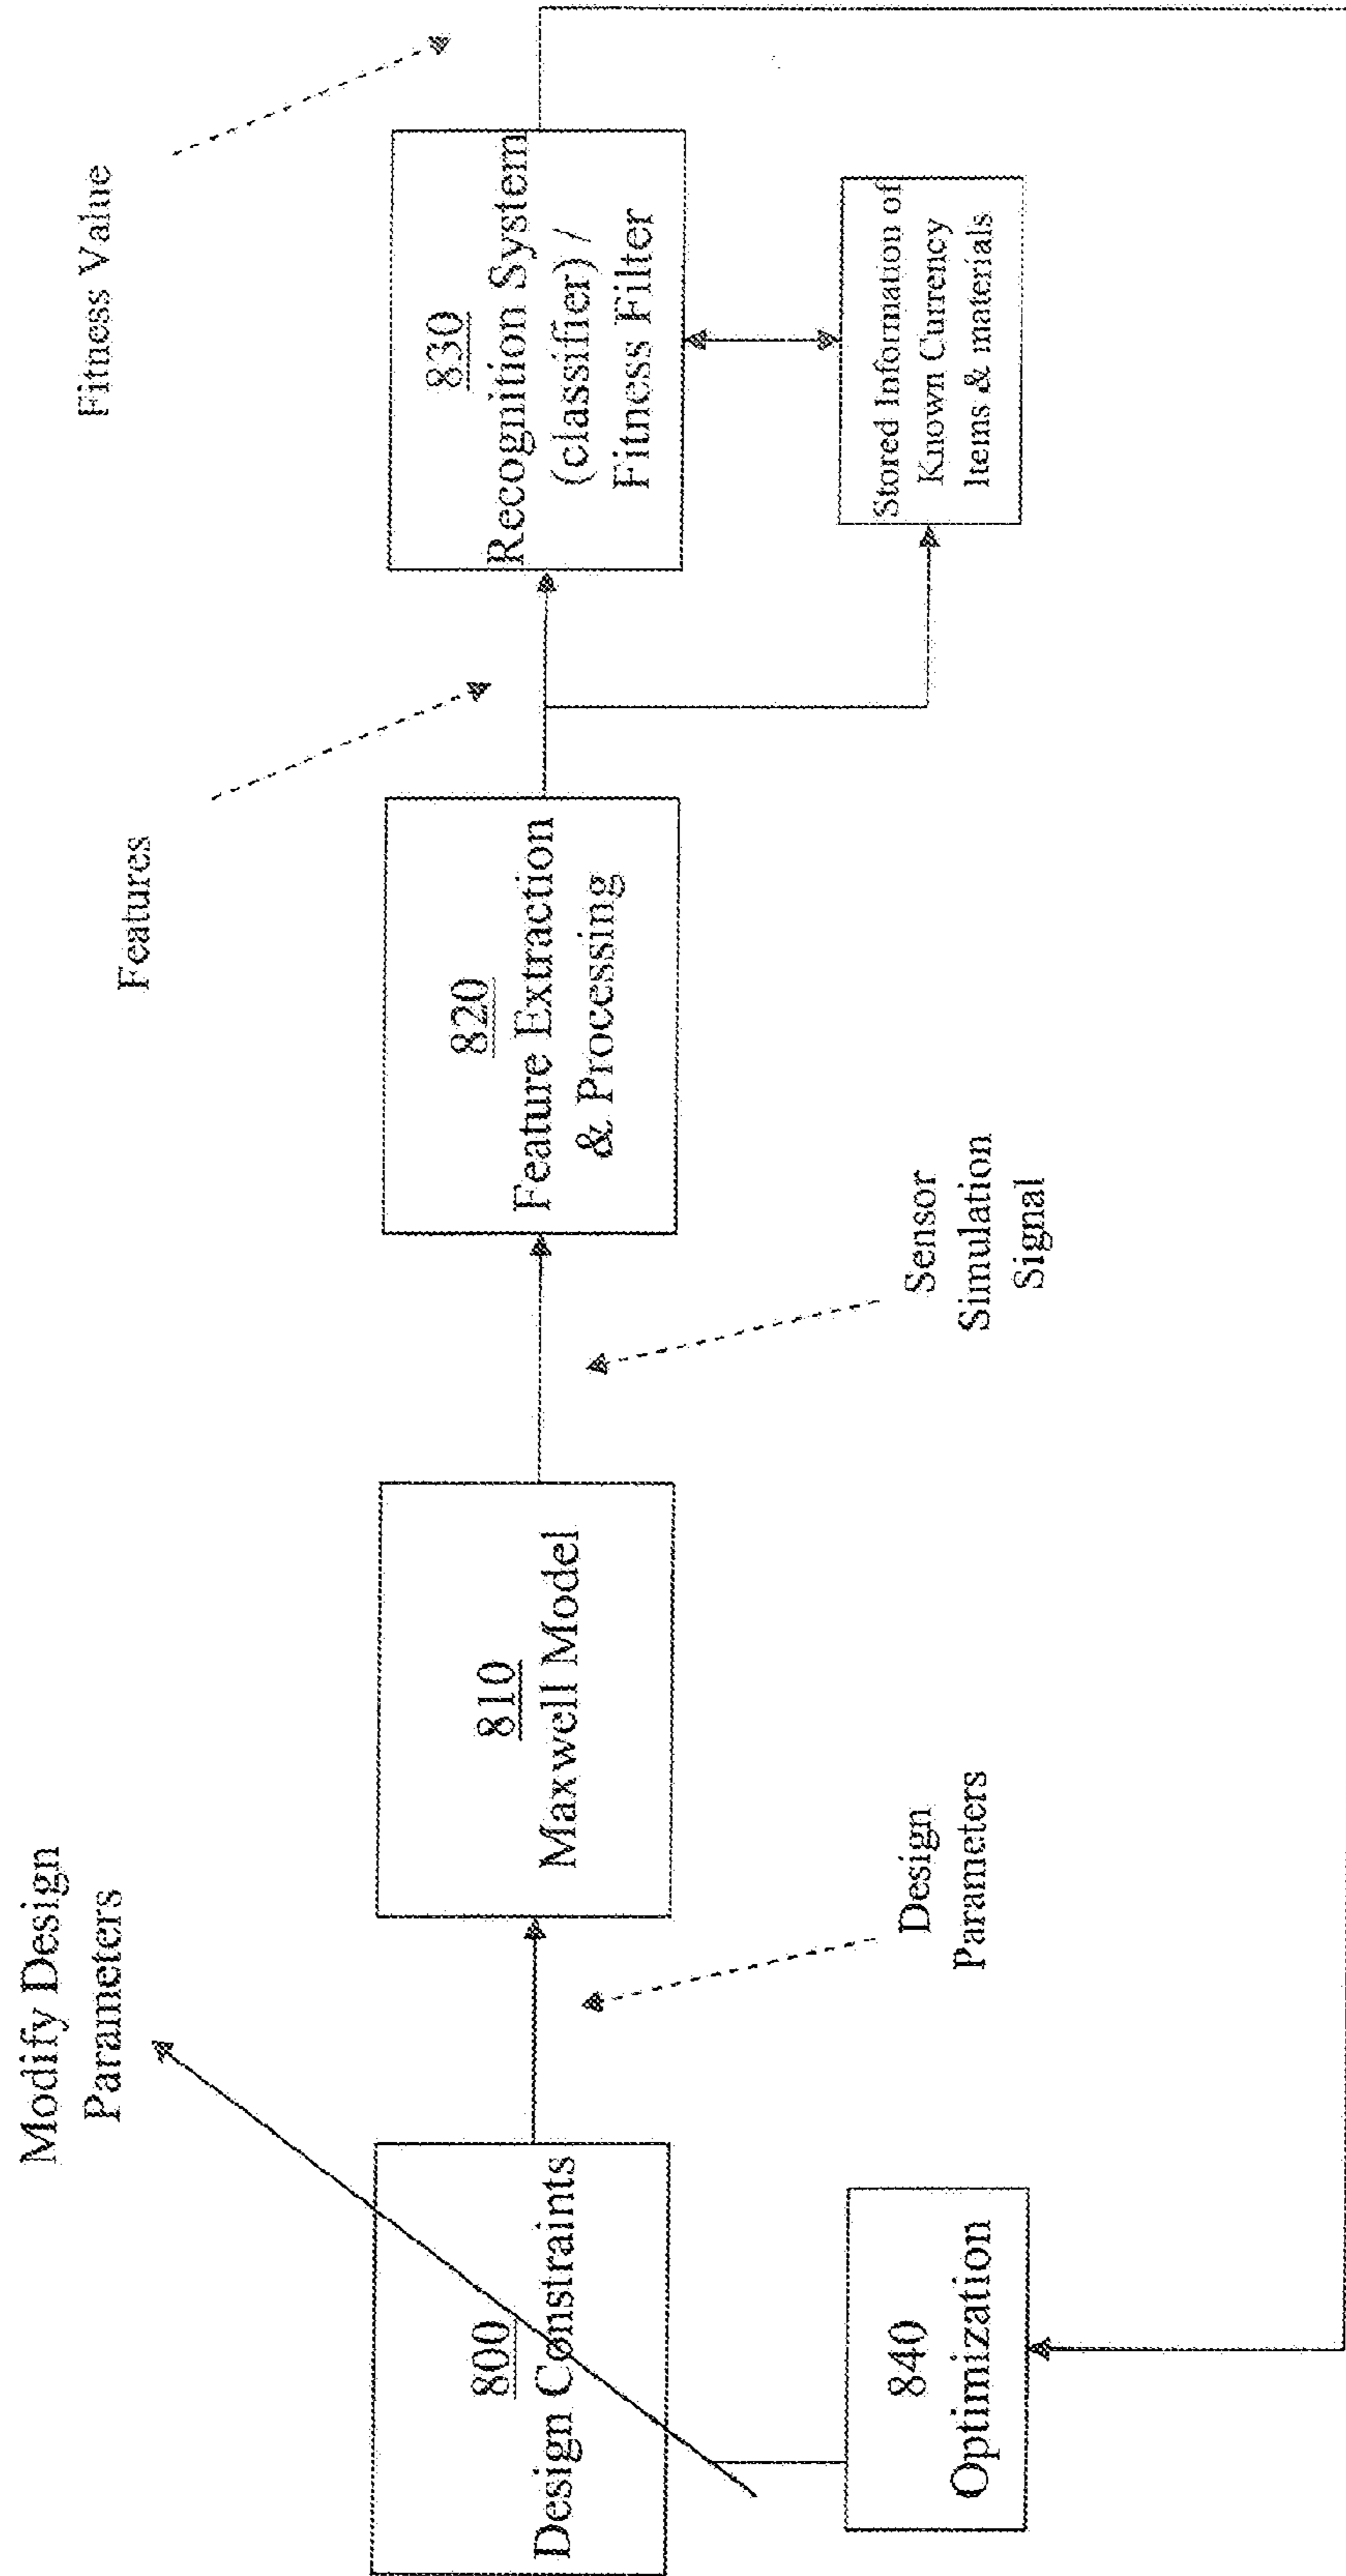 Modify Design
Parameters
800
Design Constraints
840
Optimization
Design
Parameters
810
Maxwell Model
Sensor
Simulation
Signal
820
Feature Extraction
& Processing
Features
830
Recognition System
(classifier) /
Fitness Filter
Stored Information of
Known Currency
Items & materials
Fitness Value